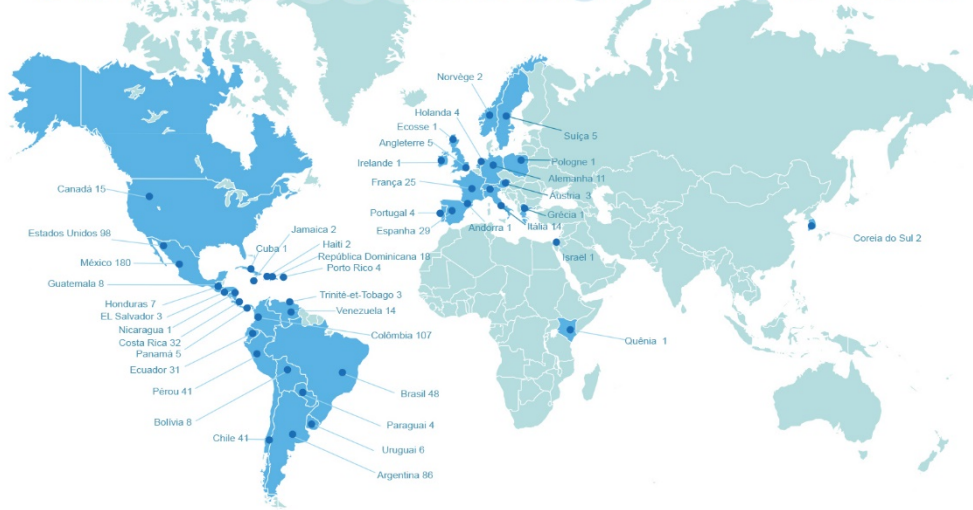 Norvège 2
Holanda 4
Ecosse 1
Angleterre 5
Suíça 5
Irelande 1
Pologne 1
Alemanha 11
França 25
Áustria 3
Canadá 15
Portugal 4
Grécia 1
Espanha 29
Andorra 1
Itália 14
Estados Unidos 98
Jamaica 2
Cuba 1
Haiti 2
República Dominicana 18
Israel 1
Coreia do Sul 2
México 180
Porto Rico 4
Guatemala 8
Trinité-et-Tobago 3
Honduras 7
Venezuela 14
EL Salvador 3
Nicaragua 1
Colômbia 107
Costa Rica 32
Quênia 1
Panamá 5
Ecuador 31
Pérou 41
Brasil 48
Bolívia 8
Paraguai 4
Chile 41
Uruguai 6
Argentina 86